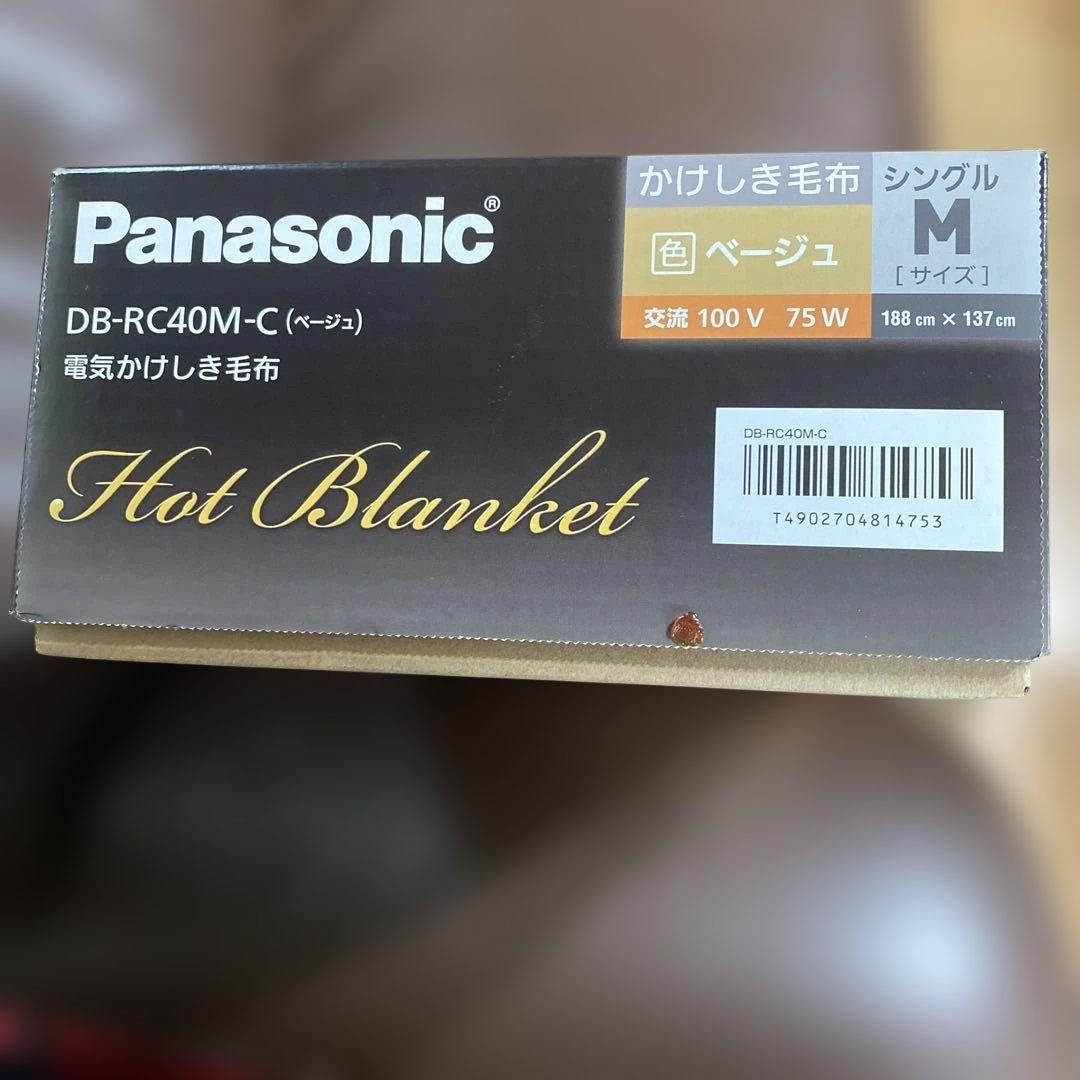 Panasonic®
DB-RC40M-C(ベージュ)
電気かけしき毛布
Hot Blanket
かけしき毛布
色 ベージュ
交流 100 V 75 W
シングル
M
[サイズ]
188 cm × 137 cm
DB-RC40M-C
T4902704814753